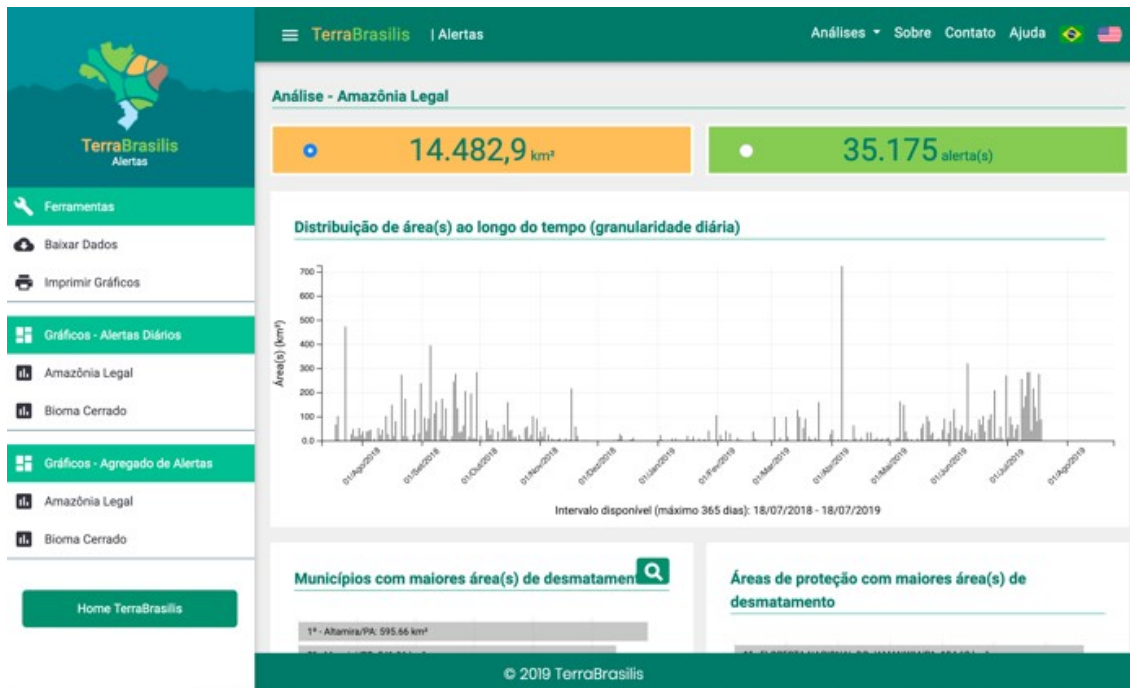 TerraBrasilis
Alertas
Ferramentas
Baixar Dados
Imprimir Gráficos
Gráficos - Alertas Diários
Amazônia Legal
Bioma Cerrado
Gráficos - Agregado de Alertas
Amazônia Legal
Bioma Cerrado
Home TerraBrasilis
TerraBrasilis | Alertas
Análises Sobre Contato Ajuda
Análise - Amazônia Legal
14.482,9 km²
35.175 alerta(s)
Distribuição de área(s) ao longo do tempo (granularidade diária)
Área(s) (km²)
700
600
500
400
300
200
100
0.0
01/Ago/2018 01/Set/2018 01/Out/2018 01/Nov/2018 01/Dez/2018 01/Jan/2019 01/Fev/2019 01/Mar/2019 01/Abr/2019 01/Mai/2019 01/Jun/2019 01/Jul/2019 01/Ago/2019
Intervalo disponível (máximo 365 dias): 18/07/2018 - 18/07/2019
Municípios com maiores área(s) de desmatamen
1º - Altamira/PA: 595.66 km²
Áreas de proteção com maiores área(s) de
desmatamento
© 2019 TerraBrasilis